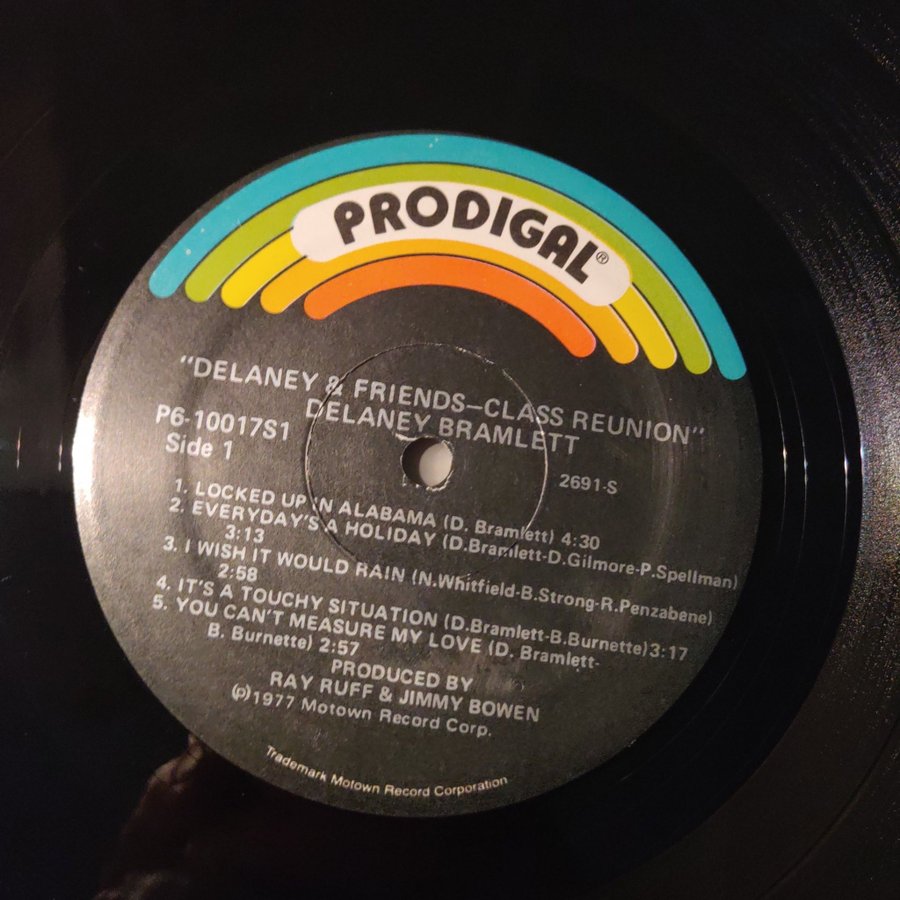 PRODIGAL®
"DELANEY & FRIENDS—CLASS REUNION"
DELANEY BRAMLETT
P6-10017S1
Side 1
2691-S
1. LOCKED UP IN ALABAMA (D. Bramlett) 4:30
2. EVERYDAY'S A HOLIDAY (D.Bramlett-D.Gilmore-P.Spellman)
3:13
3. I WISH IT WOULD RAIN (N.Whitfield-B.Strong-R.Penzabene)
2:58
4. IT'S A TOUCHY SITUATION (D.Bramlett-B.Burnette)3:17
5. YOU CAN'T MEASURE MY LOVE (D. Bramlett-
B. Burnette) 2:57
PRODUCED BY
RAY RUFF & JIMMY BOWEN
(p)1977 Motown Record Corp.
Trademark Motown Record Corporation